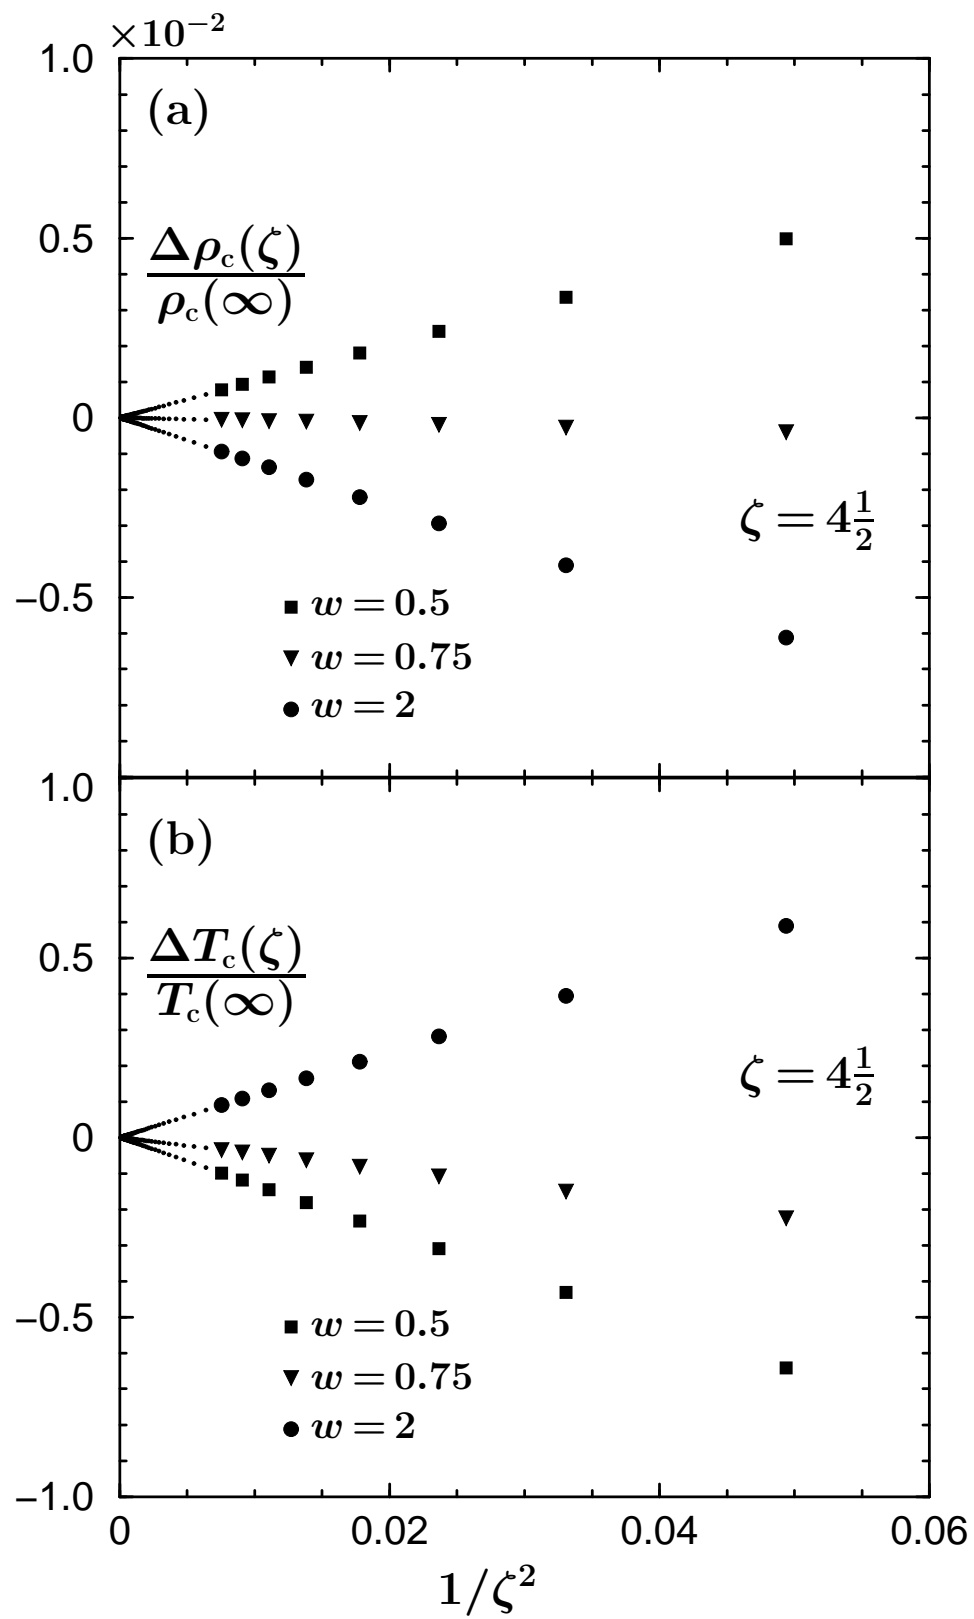 ×10⁻²
1.0
(a)
Δρc(ζ)
0.5
ρc(∞)
0
ζ = 4½
−0.5
w = 0.5
w = 0.75
w = 2
1.0
(b)
ΔTc(ζ)
0.5
Tc(∞)
ζ = 4½
0
−0.5
w = 0.5
w = 0.75
w = 2
−1.0
0 0.02 0.04 0.06
1/ζ²